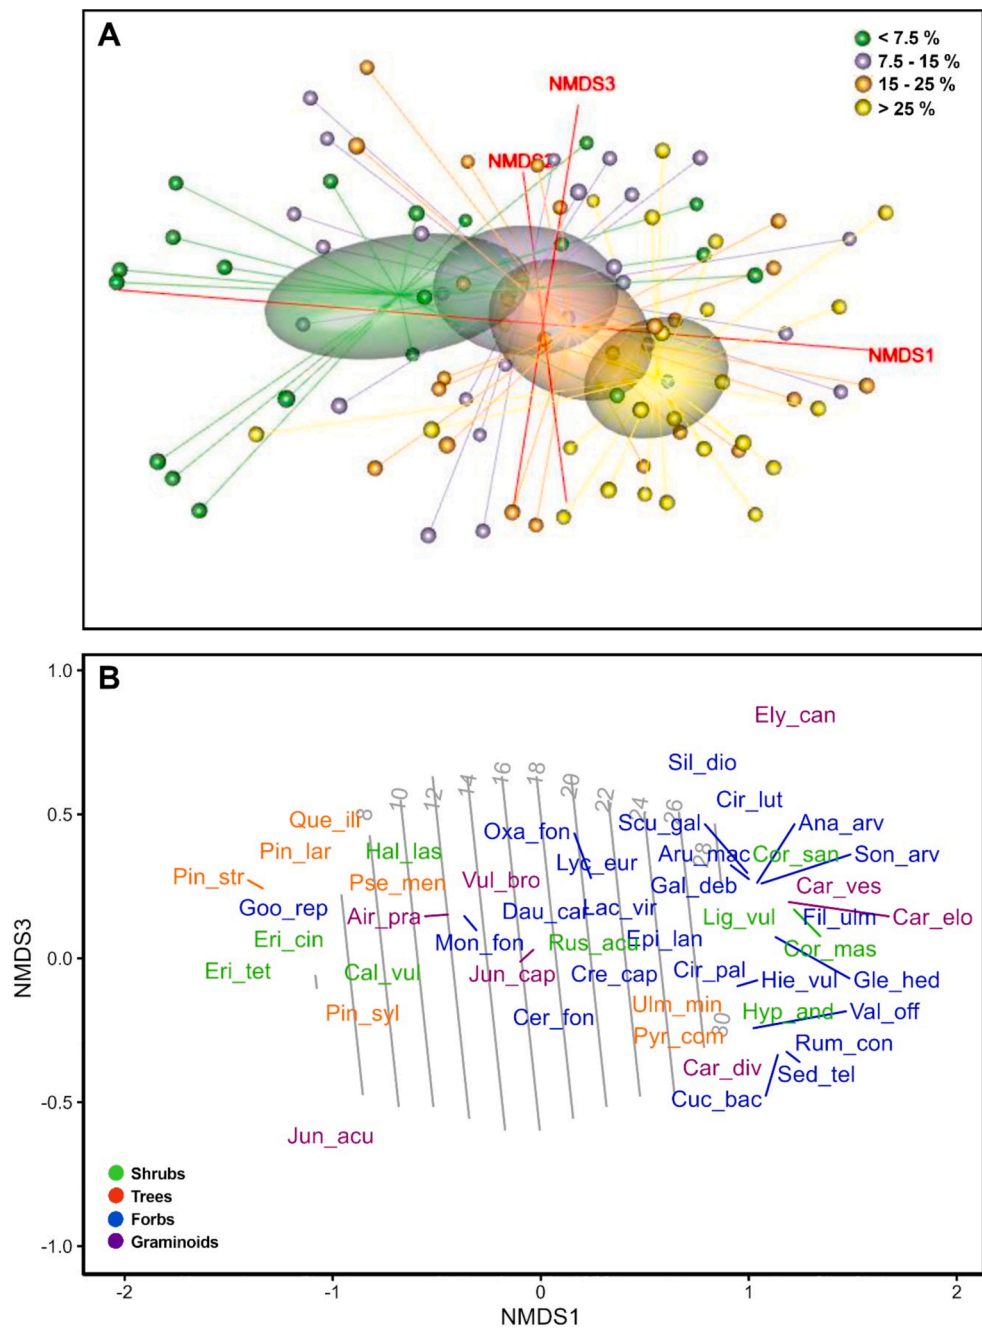 A
< 7.5 %
7.5 - 15 %
15 - 25 %
> 25 %
NMDS3
NMDS2
NMDS1
B
1.0
0.5
0.0
-0.5
-1.0
NMDS3
Ely_can
Sil_dio
Cir_lut
Que_ili
8
10
12
14
16
18
20
22
24
26
28
30
Oxa_fon
Scu_gal
Ana_arv
Pin_lar
Hal_las
Lyc_eur
Aru_mac
Cor_san
Son_arv
Pin_str
Pse_men
Vul_bro
Gal_deb
Car_ves
Goo_rep
Air_pra
Dau_car
Lac_vir
Lig_vul
Fil_ulm
Car_elo
Eri_cin
Mon_fon
Rus_acu
Epi_lan
Cor_mas
Eri_tet
Cal_vul
Jun_cap
Cre_cap
Cir_pal
Hie_vul
Gle_hed
Pin_syl
Cer_fon
Ulm_min
Hyp_and
Val_off
Pyr_com
Rum_con
Car_div
Sed_tel
Cuc_bac
Jun_acu
Shrubs
Trees
Forbs
Graminoids
-2
-1
0
1
2
NMDS1